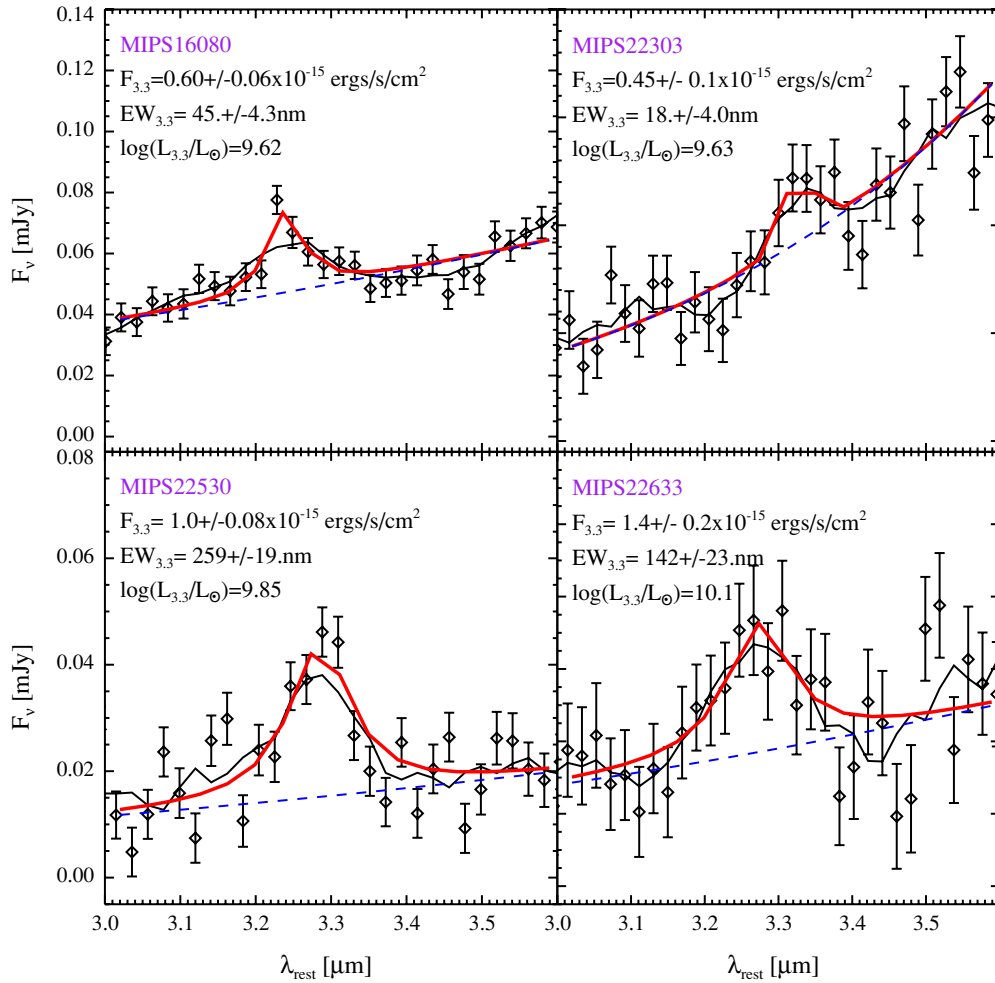 MIPS16080
F3.3=0.60+/-0.06x10-15 ergs/s/cm2
EW3.3=45.+/-4.3nm
log(L3.3/L⊙)=9.62
MIPS22303
F3.3=0.45+/- 0.1x10-15 ergs/s/cm2
EW3.3=18.+/-4.0nm
log(L3.3/L⊙)=9.63
0.14
0.12
0.10
0.08
0.06
0.04
0.02
0.00
Fν [mJy]
MIPS22530
F3.3= 1.0+/-0.08x10-15 ergs/s/cm2
EW3.3= 259+/-19.nm
log(L3.3/L⊙)=9.85
MIPS22633
F3.3= 1.4+/- 0.2x10-15 ergs/s/cm2
EW3.3= 142+/-23.nm
log(L3.3/L⊙)=10.1
0.08
0.06
0.04
0.02
0.00
Fν [mJy]
3.0 3.1 3.2 3.3 3.4 3.5 3.0 3.1 3.2 3.3 3.4 3.5
λrest [μm] λrest [μm]